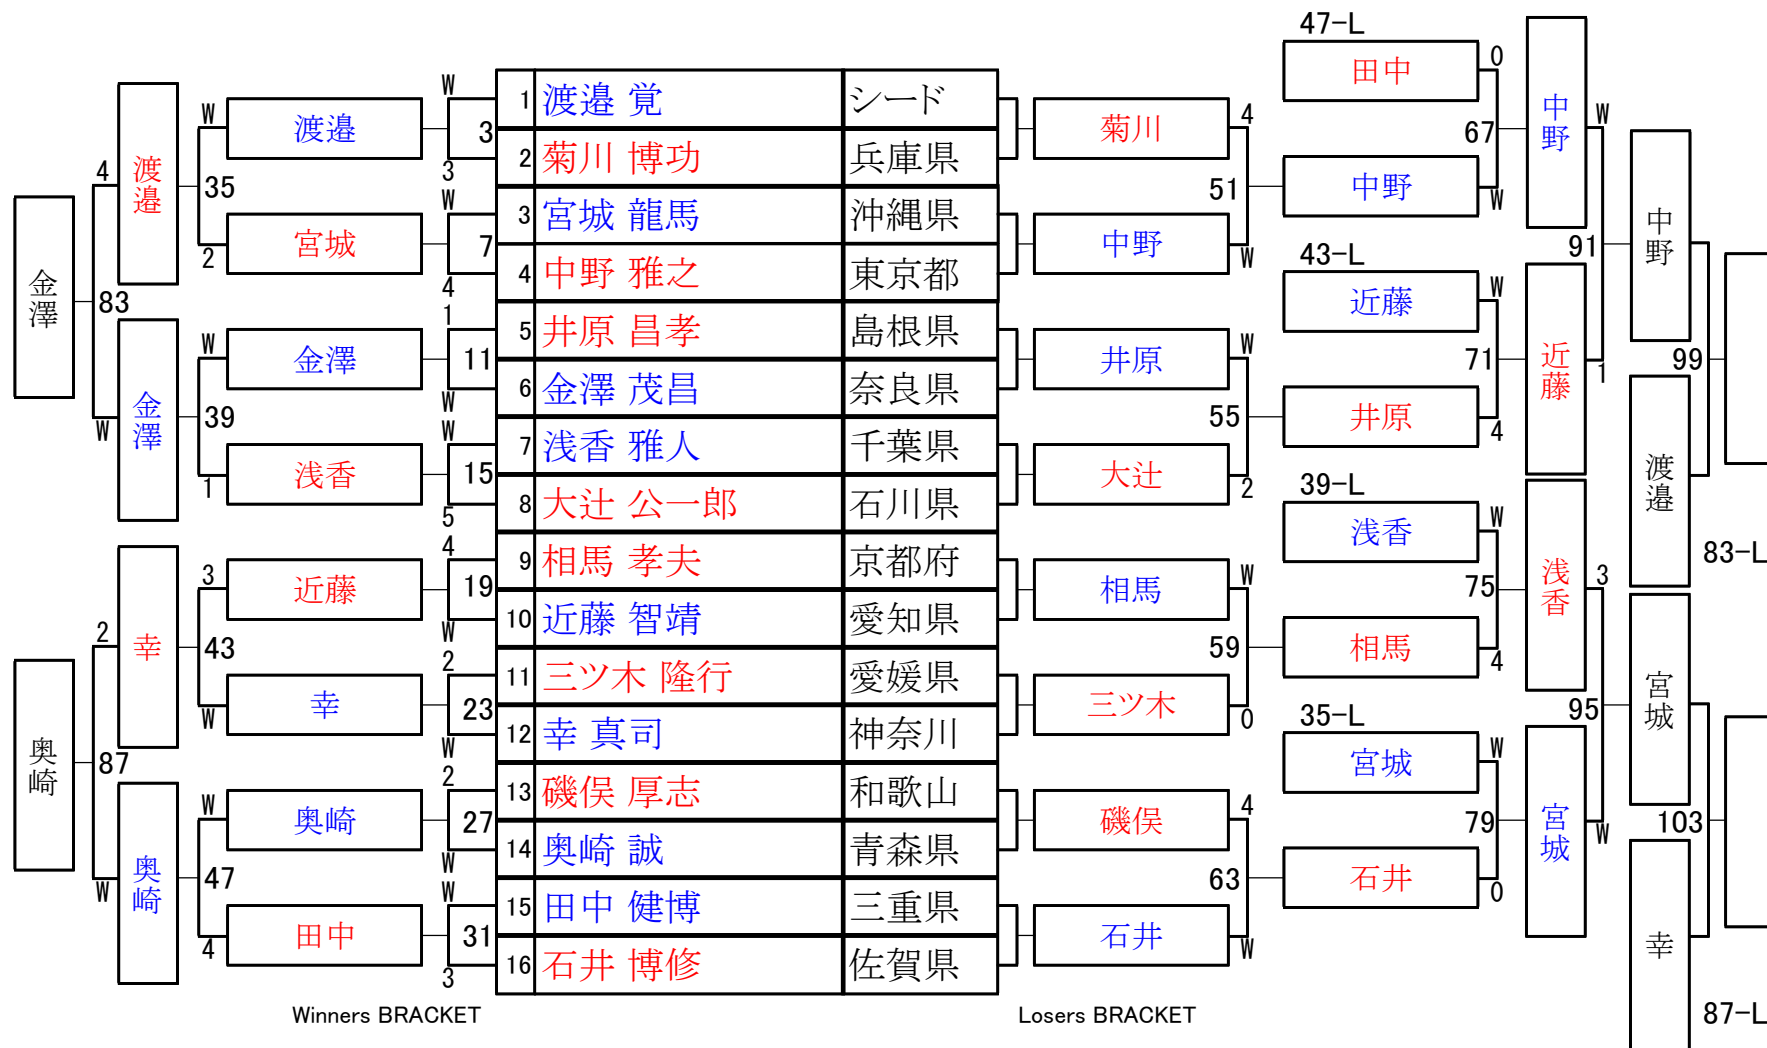 47-L
W
1 渡邉 覚 シード
渡邉
3
菊川
4
田中
0
中野
W
2 菊川 博功 兵庫県
3
67
渡邉
4
W
35
51
中野
W
3 宮城 龍馬 沖縄県
W
宮城
2
7
中野
W
中野
4 中野 雅之 東京都
4
91
43-L
近藤
W
金澤
83
1
5 井原 昌孝 島根県
金澤
W
11
井原
W
71
近藤
1
99
6 金澤 茂昌 奈良県
W
金澤
W
39
55
井原
4
7 浅香 雅人 千葉県
W
浅香
1
15
大辻
2
渡邉
83-L
8 大辻 公一郎 石川県
5
39-L
浅香
W
9 相馬 孝夫 京都府
4
近藤
3
19
相馬
W
75
浅香
3
10 近藤 智靖 愛知県
W
幸
2
43
59
相馬
4
11 三ツ木 隆行 愛媛県
2
幸
W
23
三ツ木
0
宮城
95
12 幸 真司 神奈川
W
35-L
宮城
W
奥崎
87
13 磯俣 厚志 和歌山
2
奥崎
W
27
磯俣
4
79
宮城
W
103
14 奥崎 誠 青森県
W
奥崎
W
47
63
石井
0
15 田中 健博 三重県
W
田中
4
31
石井
W
幸
87-L
16 石井 博修 佐賀県
3
Winners BRACKET
Losers BRACKET